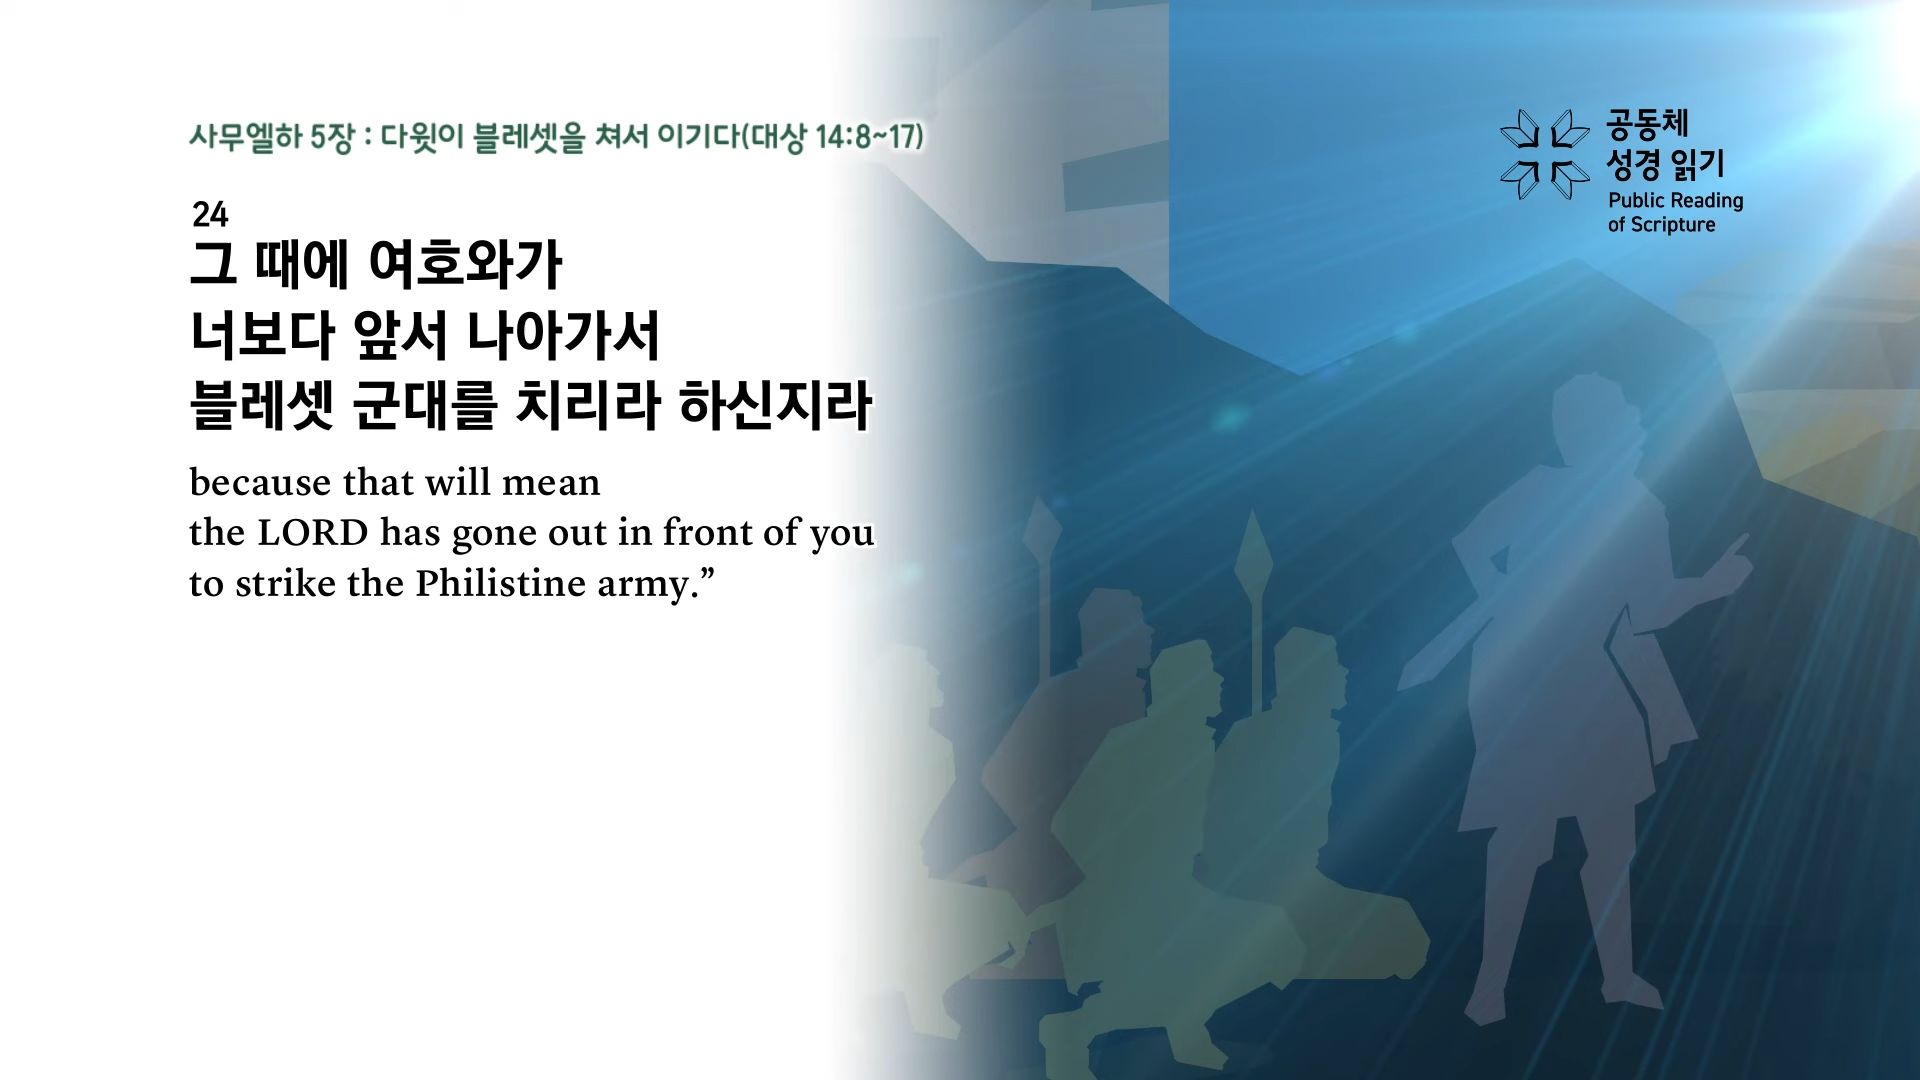 사무엘하 5장 : 다윗이 블레셋을 쳐서 이기다(대상 14:8~17)
24
그 때에 여호와가
너보다 앞서 나아가서
블레셋 군대를 치리라 하신지라
because that will mean
the LORD has gone out in front of you
to strike the Philistine army.”
공동체
성경 읽기
Public Reading
of Scripture